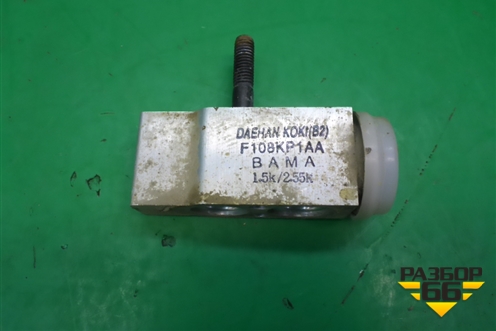 DAEHAN KOKI(B2)
F108KP1AA
BAMA
1.5K/2.55K
РАЗБОР
66